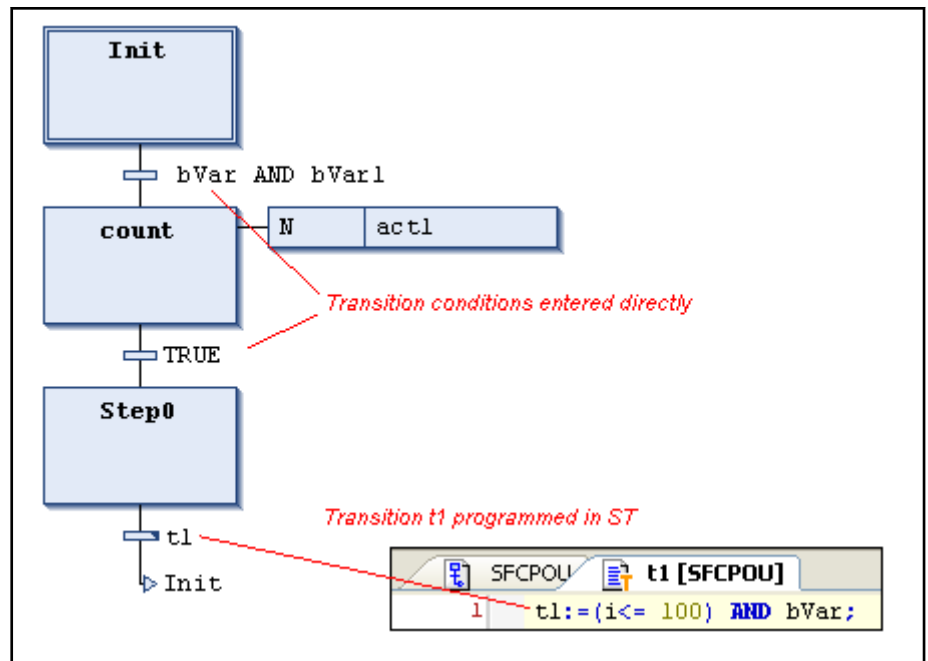 Init
bVar AND bVar1
count
N act1
Transition conditions entered directly
TRUE
Step0
Transition t1 programmed in ST
t1
Init
SFCPOU t1 [SFCPOU]
1 t1:=(i<= 100) AND bVar;